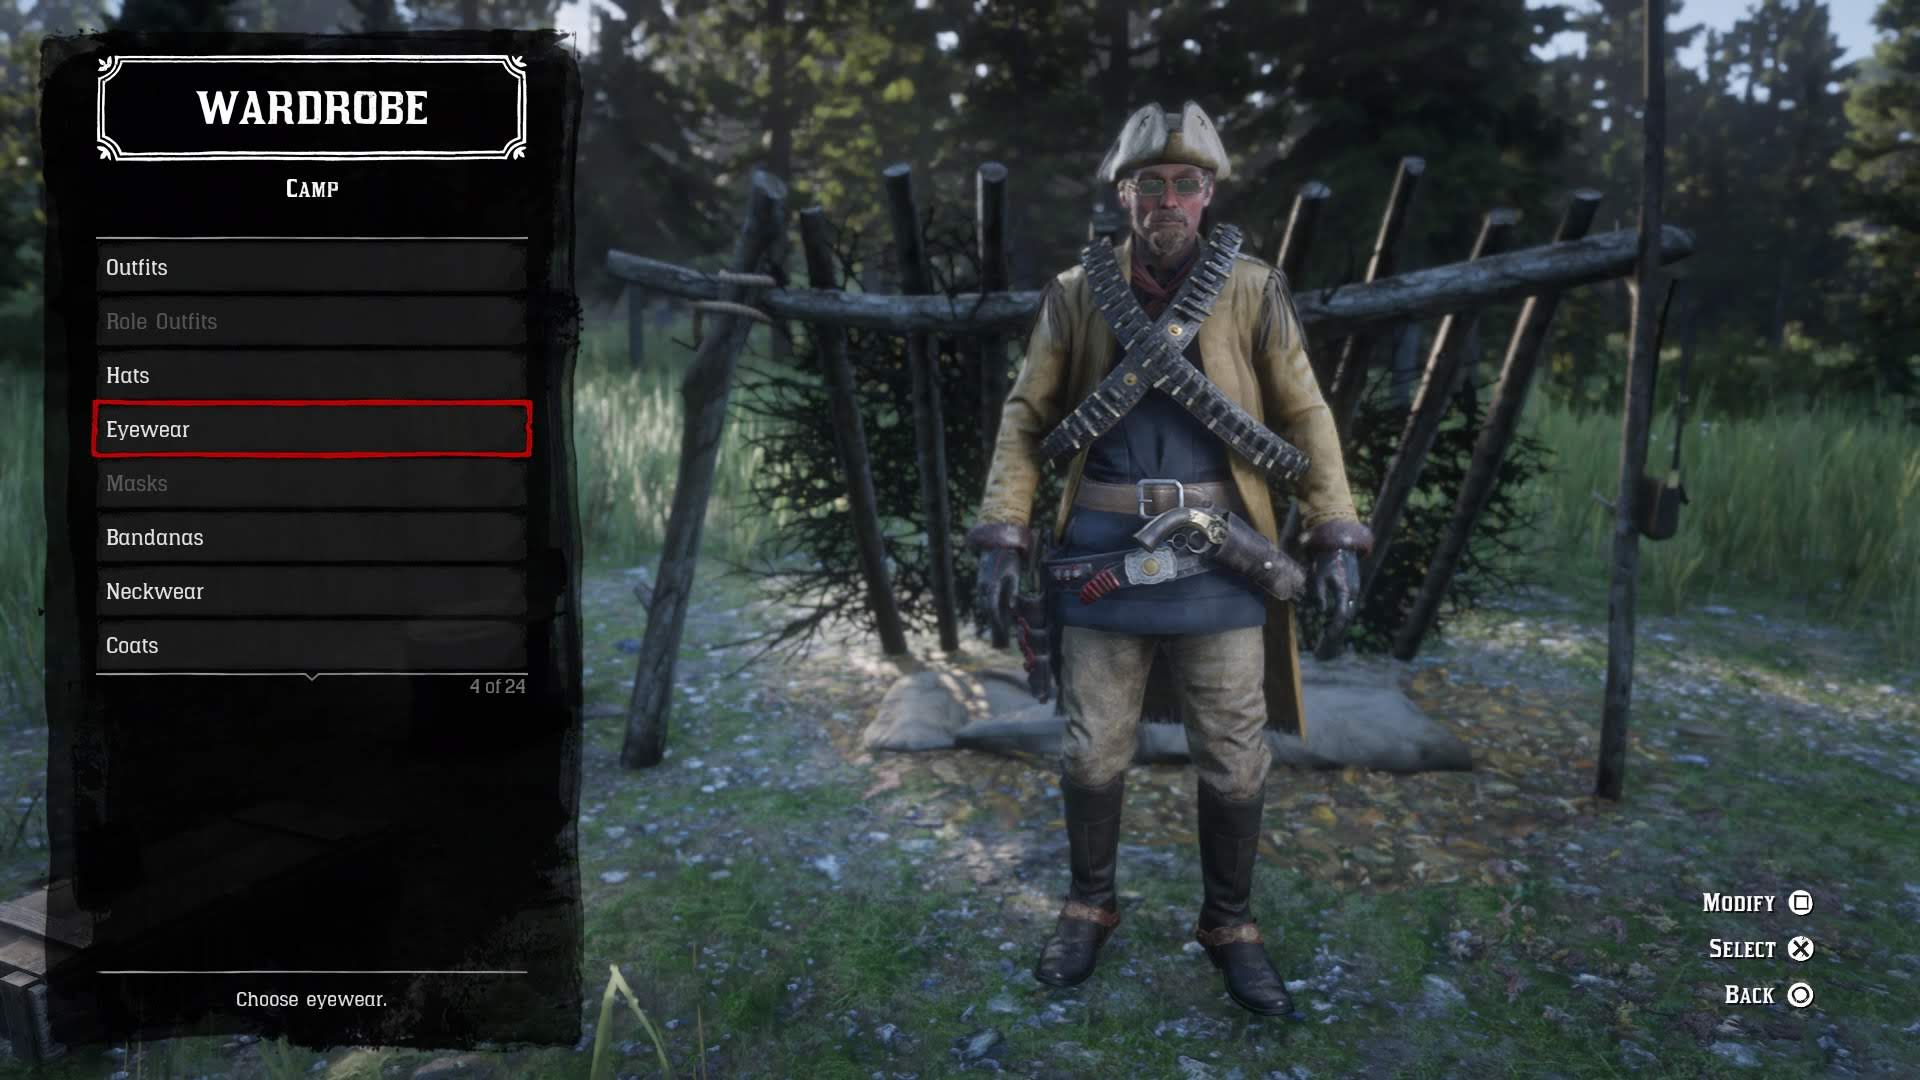 WARDROBE
CAMP
Outfits
Role Outfits
Hats
Eyewear
Masks
Bandanas
Neckwear
Coats
4 of 24
Choose eyewear.
MODIFY
SELECT
BACK